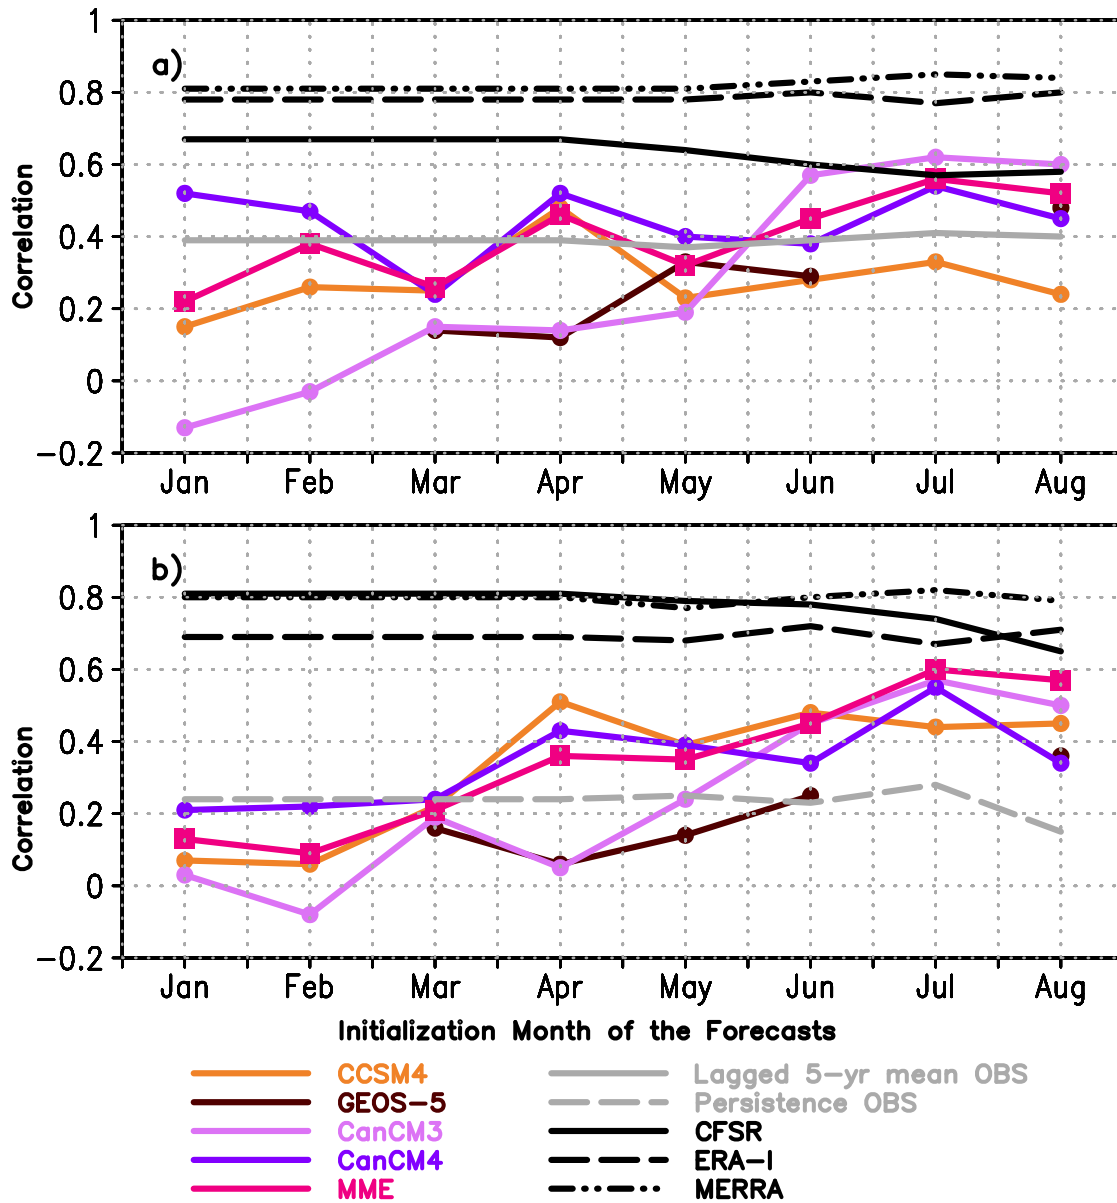 1
a)
0.8
0.6
Correlation
0.4
0.2
0
−0.2
Jan Feb Mar Apr May Jun Jul Aug
1
b)
0.8
0.6
Correlation
0.4
0.2
0
−0.2
Jan Feb Mar Apr May Jun Jul Aug
Initialization Month of the Forecasts
CCSM4 Lagged 5−yr mean OBS
GEOS−5 Persistence OBS
CanCM3 CFSR
CanCM4 ERA−I
MME MERRA